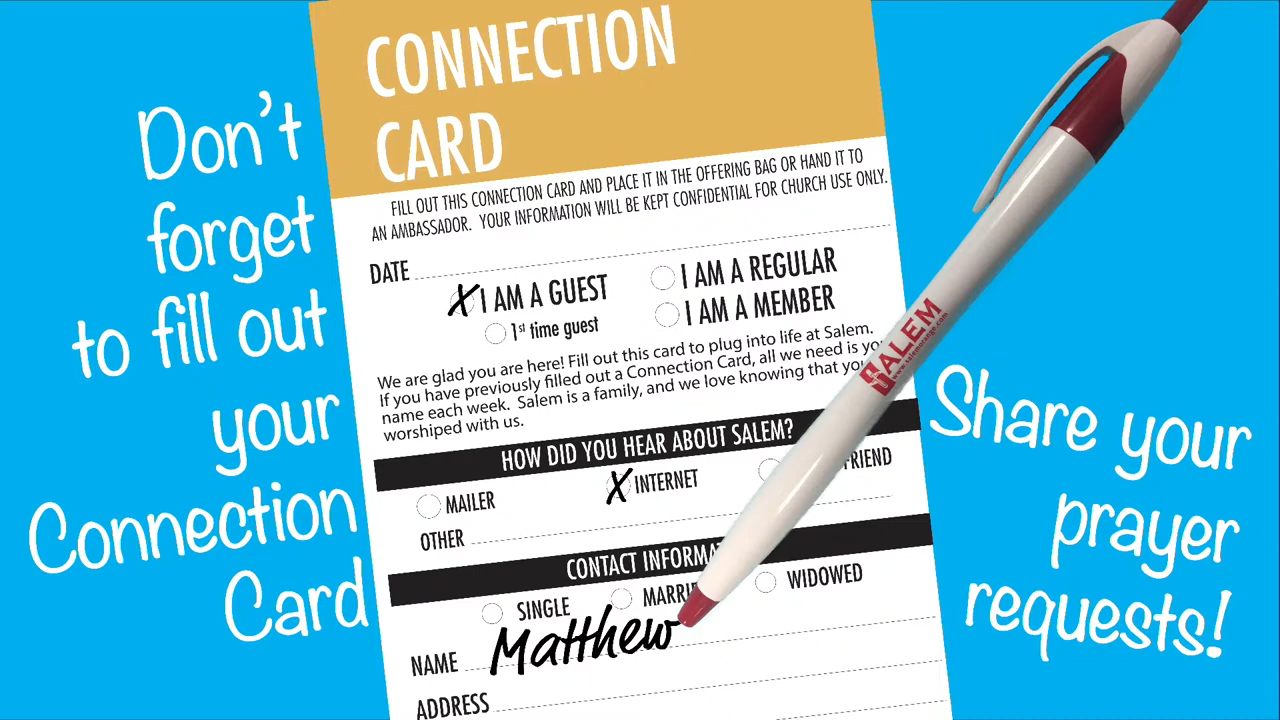 Don't
forget
to fill out
your
Connection
Card
CONNECTION
CARD
FILL OUT THIS CONNECTION CARD AND PLACE IT IN THE OFFERING BAG OR HAND IT TO
AN AMBASSADOR. YOUR INFORMATION WILL BE KEPT CONFIDENTIAL FOR CHURCH USE ONLY.
DATE
X I AM A GUEST
I AM A REGULAR
1st time guest
I AM A MEMBER
We are glad you are here! Fill out this card to plug into life at Salem.
If you have previously filled out a Connection Card, all we need is
name each week. Salem is a family, and we love knowing that
worshiped with us.
HOW DID YOU HEAR ABOUT SALEM?
MAILER
X INTERNET
FRIEND
OTHER
CONTACT
SINGLE
WIDOWED
NAME Matthew
ADDRESS
SALEM
www.salemorange.com
Share your
prayer
requests!